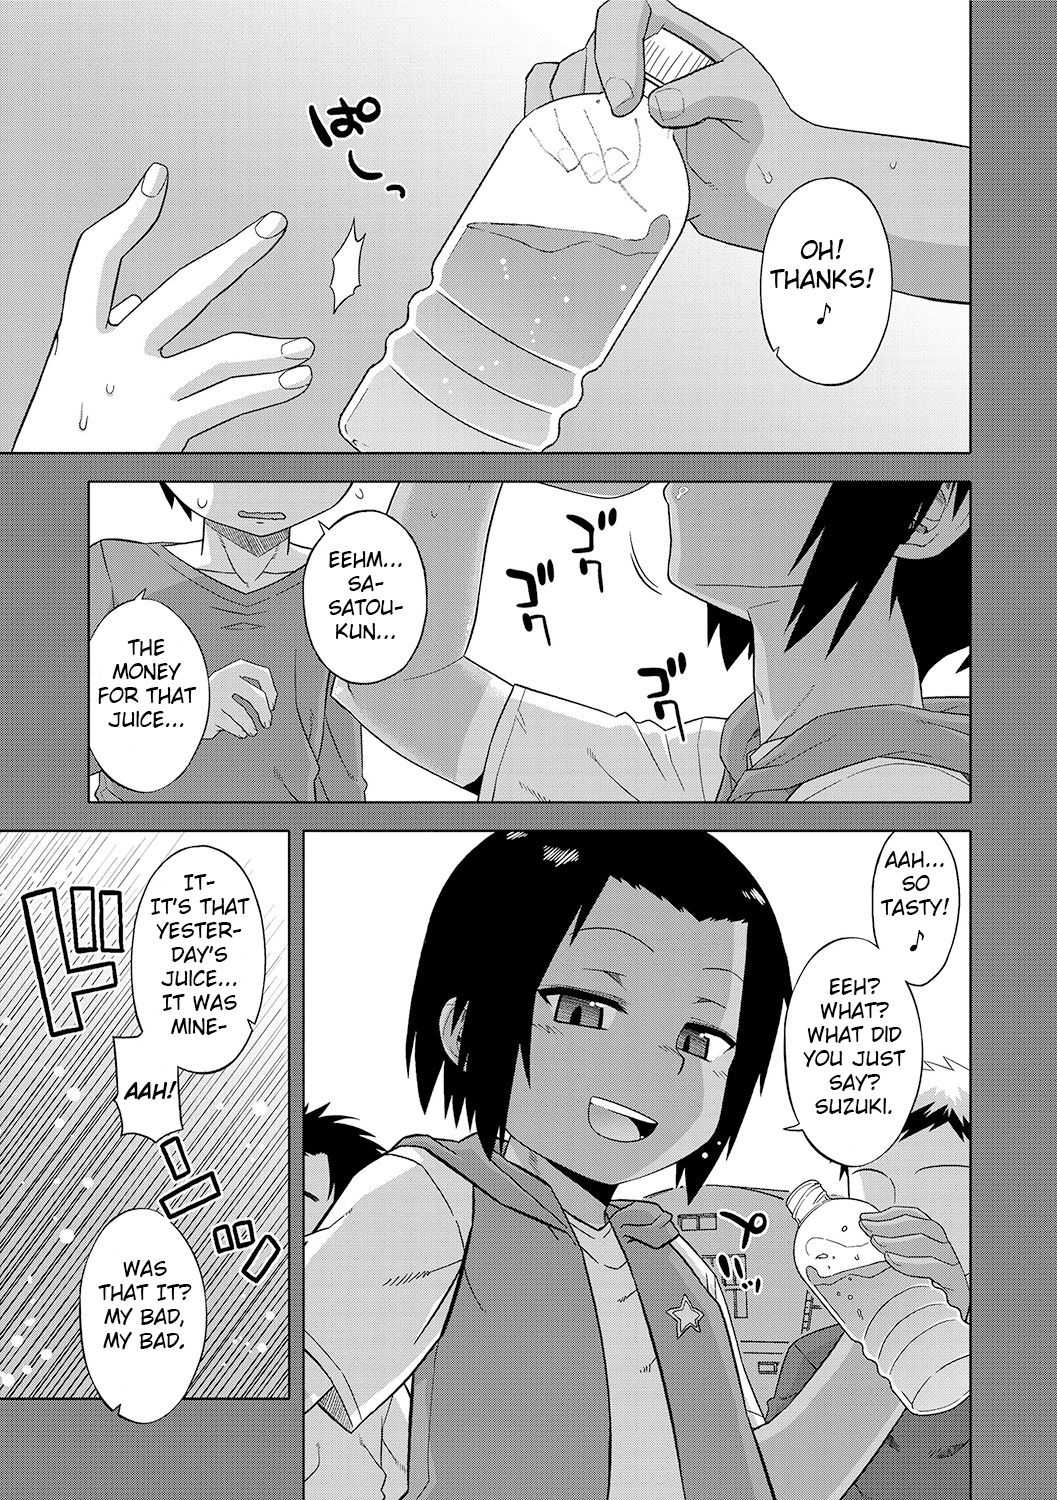 ぱーっ
OH!
THANKS!
♪
ゴク
ゴク
ゴク
EEHM...
SA-
SATOU-
KUN...
THE
MONEY
FOR THAT
JUICE...
AAH...
SO
TASTY!
♪
EEH?
WHAT?
WHAT DID
YOU JUST
SAY?
SUZUKI.
IT-
IT'S THAT
YESTER-
DAY'S
JUICE...
IT WAS
MINE-
AAH!
WAS
THAT IT?
MY BAD,
MY BAD.